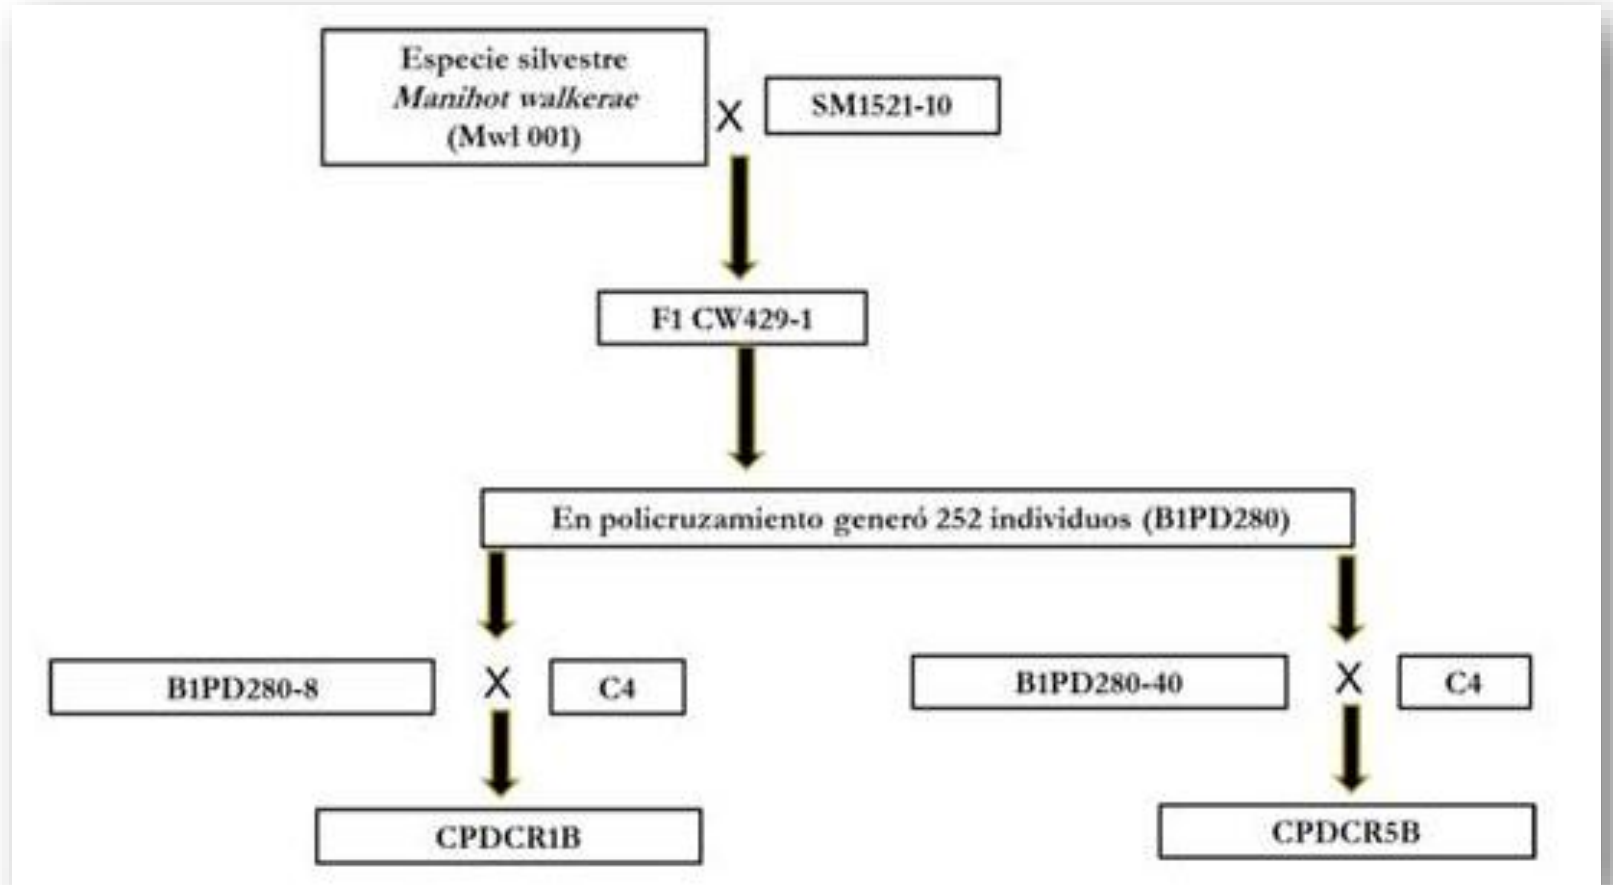 Especie silvestre
Manihot walkerae
(Mwl 001)
X
SM1521-10
F1 CW429-1
En policruzamiento generó 252 individuos (B1PD280)
B1PD280-8
X
C4
B1PD280-40
X
C4
CPDCR1B
CPDCR5B